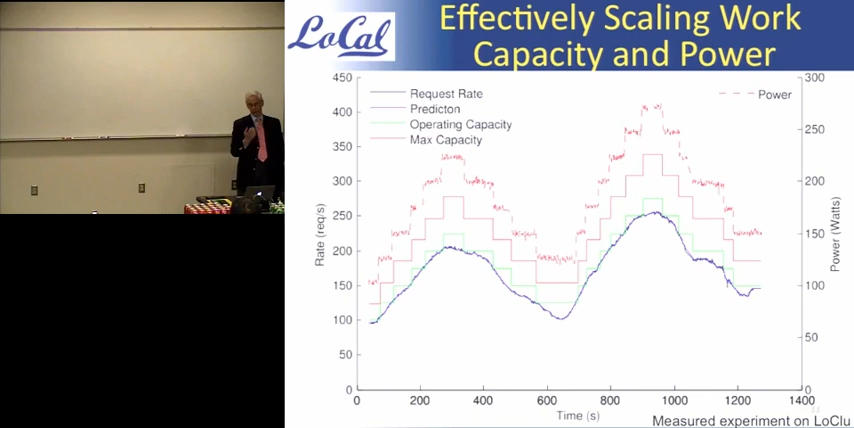 LoCal
Effectively Scaling Work
Capacity and Power
450
400
350
300
250
200
150
100
50
0
Rate (req/s)
Request Rate
Predicton
Operating Capacity
Max Capacity
Power
300
250
200
150
100
50
0
Power (Watts)
0 200 400 600 800 1000 1200 1400
Time (s)
11
Measured experiment on LoClu